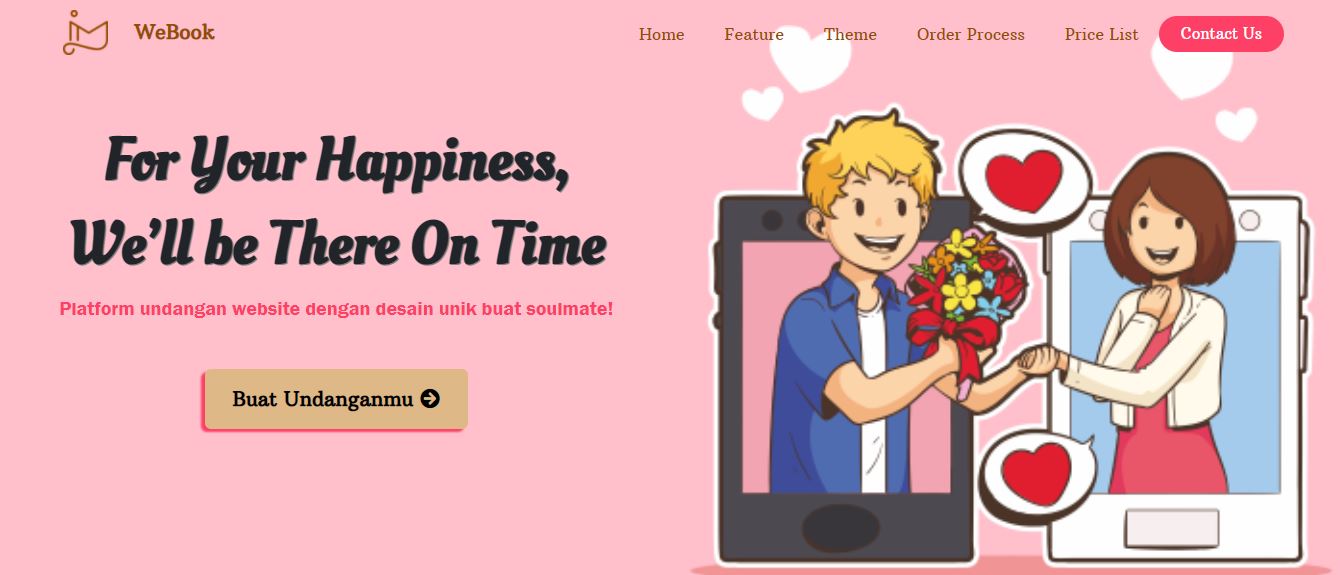 WeBook
Home Feature Theme Order Process Price List Contact Us
For Your Happiness,
We'll be There On Time
Platform undangan website dengan desain unik buat soulmate!
Buat Undanganmu